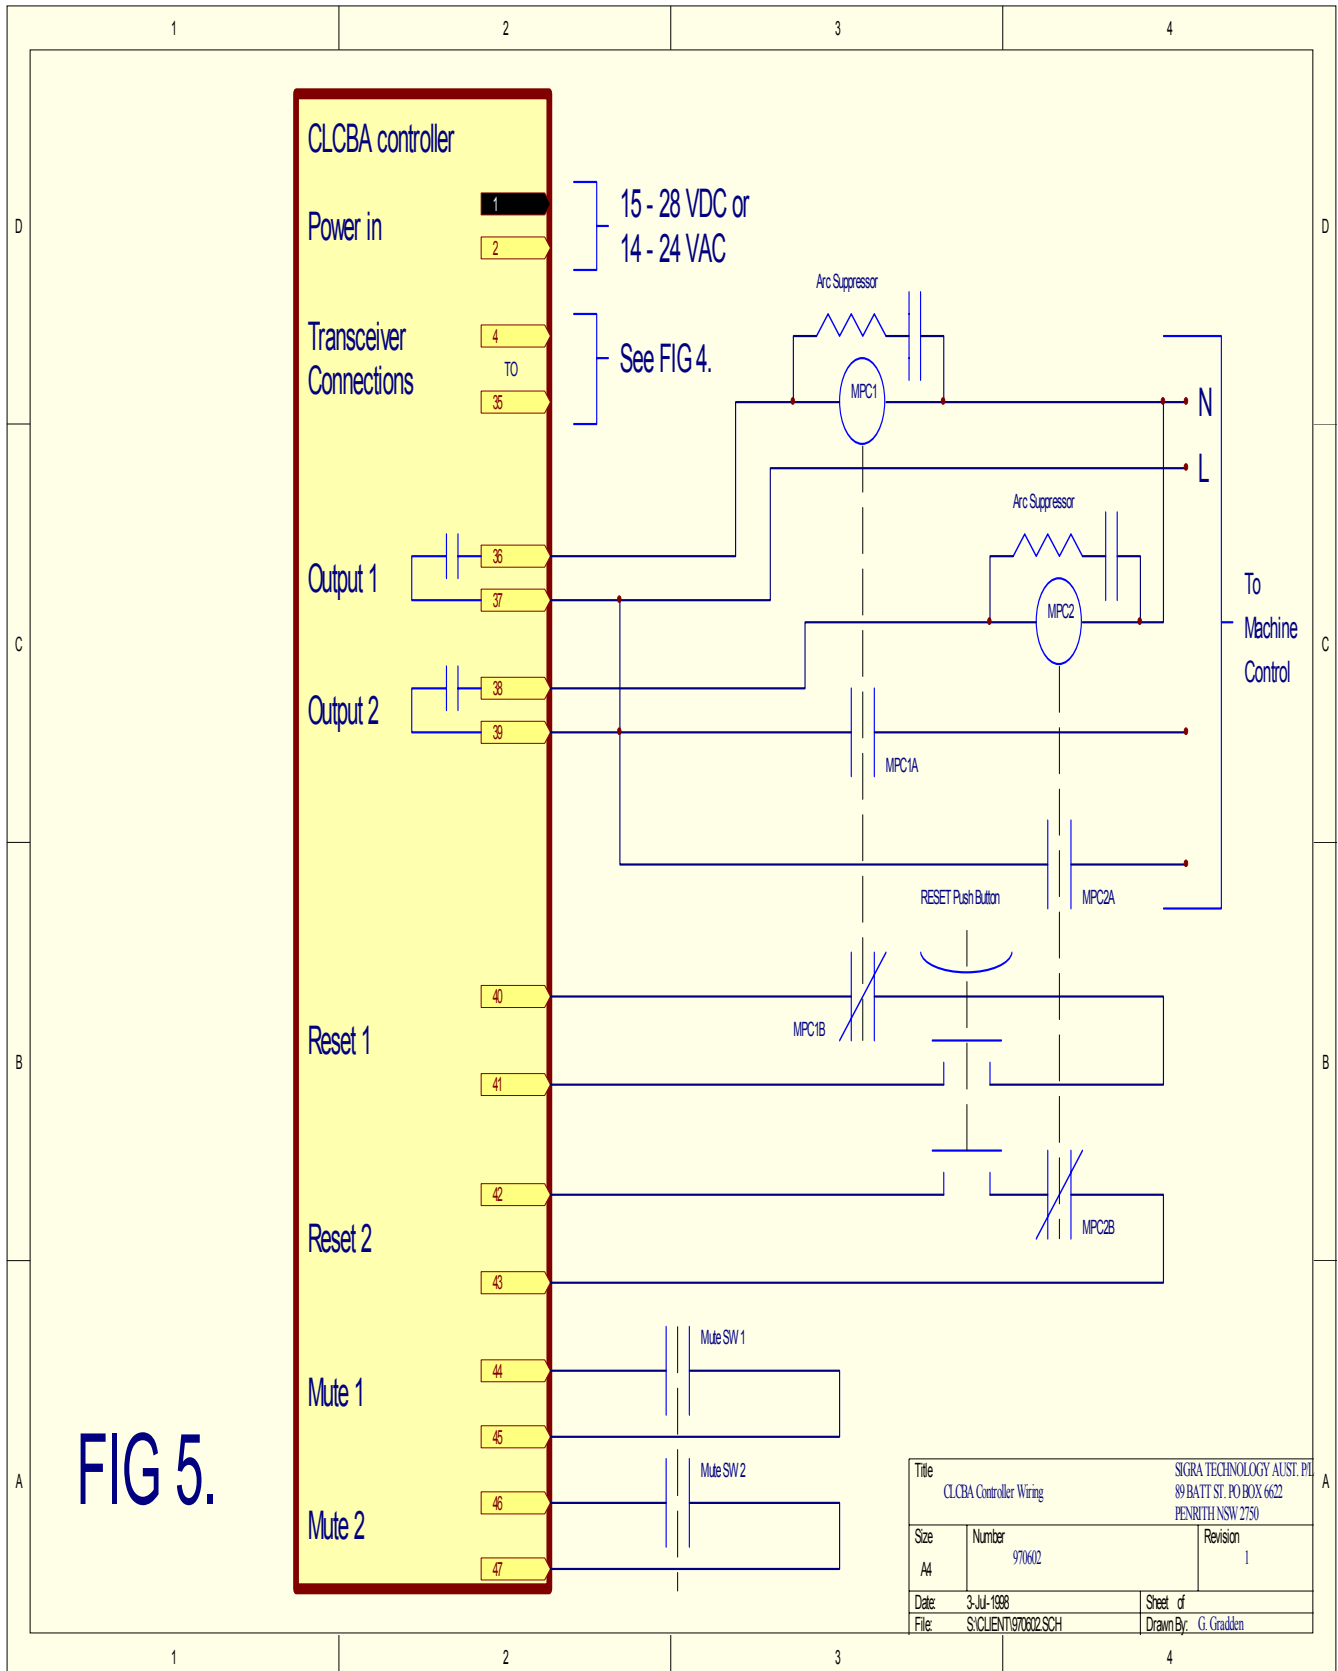 1 2 3 4
D D
C C
B B
A A
CLCBA controller
Power in
1
2
15 - 28 VDC or
14 - 24 VAC
Transceiver
Connections
4
TO
35
See FIG 4.
Arc Suppressor
MPC1
N
L
Arc Suppressor
MPC2
To
Machine
Control
Output 1
36
37
Output 2
38
39
MPC1A
MPC2A
RESET Push Button
Reset 1
40
41
MPC1B
Reset 2
42
43
MPC2B
Mute 1
44
45
Mute SW 1
Mute 2
46
47
Mute SW 2
FIG 5.
Title
CLCBA Controller Wiring
SIGRA TECHNOLOGY AUST. P/L
89 BATT ST. PO BOX 6622
PENRITH NSW 2750
Size
A4
Number
970602
Revision
1
Date: 3-Jul-1998
Sheet of
File: S:\CLIENT\970602.SCH
Drawn By: G. Gradden
1 2 3 4